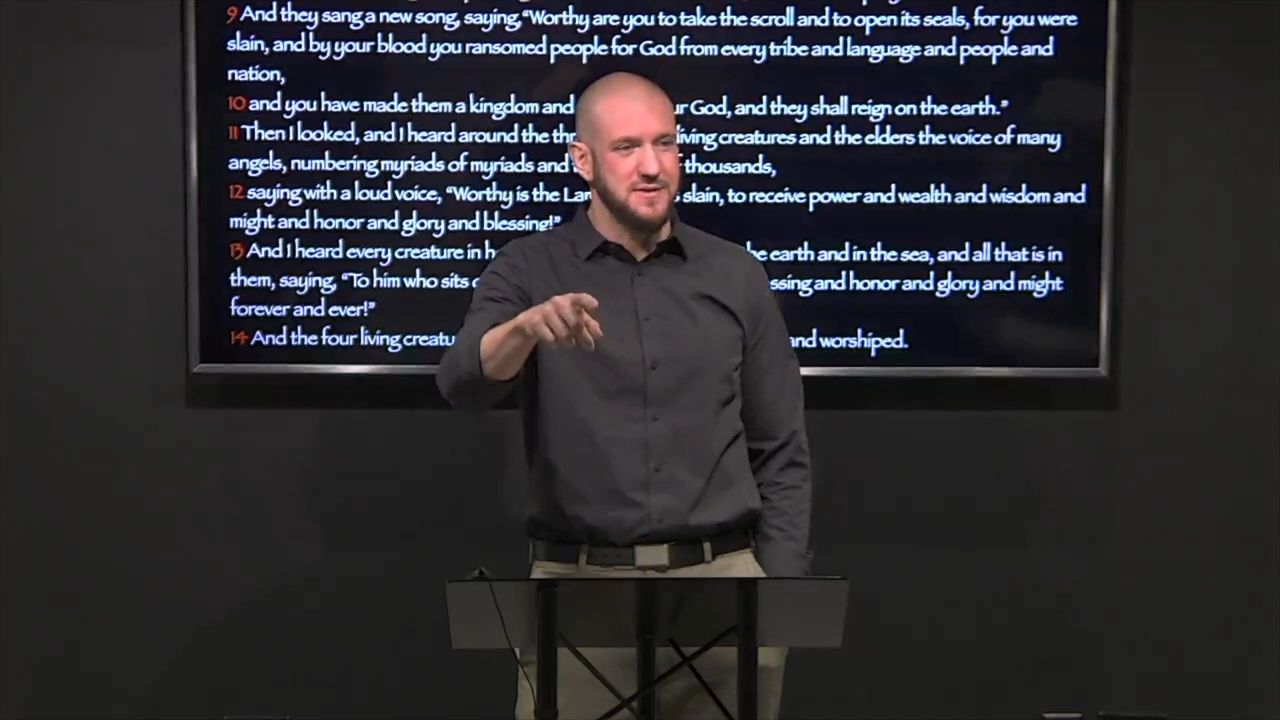 9 And they sang a new song, saying, “Worthy are you to take the scroll and to open its seals, for you were
slain, and by your blood you ransomed people for God from every tribe and language and people and
nation,
10 and you have made them a kingdom and ur God, and they shall reign on the earth.”
11 Then I looked, and I heard around the thr living creatures and the elders the voice of many
angels, numbering myriads of myriads and thousands,
12 saying with a loud voice, “Worthy is the Lam slain, to receive power and wealth and wisdom and
might and honor and glory and blessing!”
13 And I heard every creature in h he earth and in the sea, and all that is in
them, saying, “To him who sits ssing and honor and glory and might
forever and ever!”
14 And the four living creatu and worshiped.